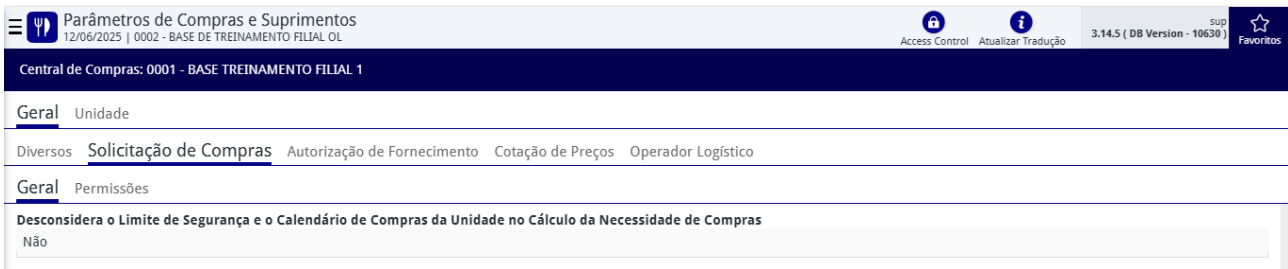 Parâmetros de Compras e Suprimentos
12/06/2025 | 0002 - BASE DE TREINAMENTO FILIAL OL
Access Control
Atualizar Tradução
sup
3.14.5 ( DB Version - 10630 )
Favoritos
Central de Compras: 0001 - BASE TREINAMENTO FILIAL 1
Geral Unidade
Diversos Solicitação de Compras Autorização de Fornecimento Cotação de Preços Operador Logístico
Geral Permissões
Desconsidera o Limite de Segurança e o Calendário de Compras da Unidade no Cálculo da Necessidade de Compras
Não